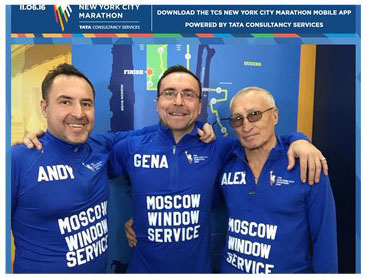 11.06.16
NEW YORK CITY
MARATHON
TATA CONSULTANCY SERVICES
DOWNLOAD THE TCS NEW YORK CITY MARATHON MOBILE APP
POWERED BY TATA CONSULTANCY SERVICES
FINISH
QUEENS
ANDY
GENA
ALEX
MOSCOW
WINDOW
SERVICE
MOSCOW
WINDOW
SERVICE
MOSCOW
WINDOW
SERVICE